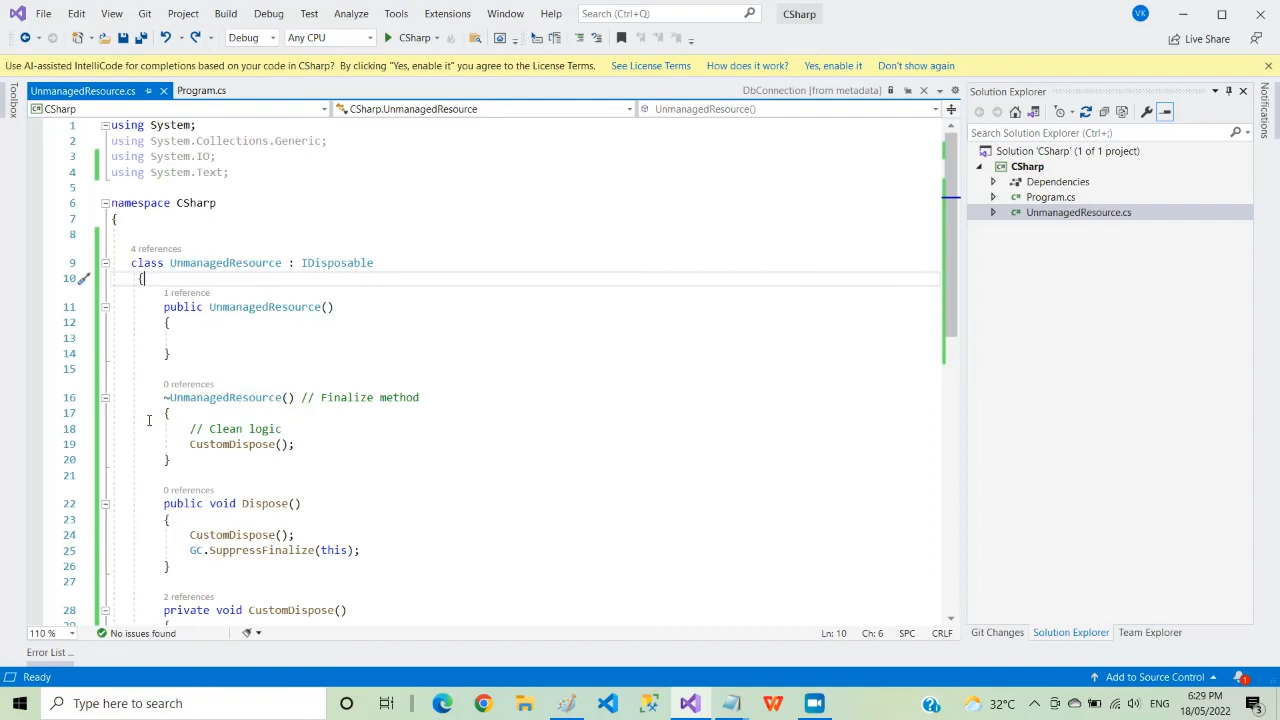 File Edit View Git Project Build Debug Test Analyze Tools Extensions Window Help Search (Ctrl+Q) CSharp VK
Debug Any CPU CSharp Live Share
Use AI-assisted IntelliCode for completions based on your code in CSharp? By clicking "Yes, enable it" you agree to the License Terms. See License Terms How does it work? Yes, enable it Don't show again
Toolbox
UnmanagedResource.cs Program.cs DbConnection [from metadata]
CSharp CSharp.UnmanagedResource UnmanagedResource()
1 using System;
2 using System.Collections.Generic;
3 using System.IO;
4 using System.Text;
5
6 namespace CSharp
7 {
8
4 references
9 class UnmanagedResource : IDisposable
10 {
1 reference
11 public UnmanagedResource()
12 {
13
14 }
15
0 references
16 ~UnmanagedResource() // Finalize method
17 {
18 // Clean logic
19 CustomDispose();
20 }
21
0 references
22 public void Dispose()
23 {
24 CustomDispose();
25 GC.SuppressFinalize(this);
26 }
27
2 references
28 private void CustomDispose()
110 % No issues found Ln: 10 Ch: 6 SPC CRLF
Error List ...
Solution Explorer
Search Solution Explorer (Ctrl+;)
Solution 'CSharp' (1 of 1 project)
CSharp
Dependencies
Program.cs
UnmanagedResource.cs
Git Changes Solution Explorer Team Explorer
Notifications
Ready Add to Source Control 1
Type here to search 32°C ENG 6:29 PM
18/05/2022 3